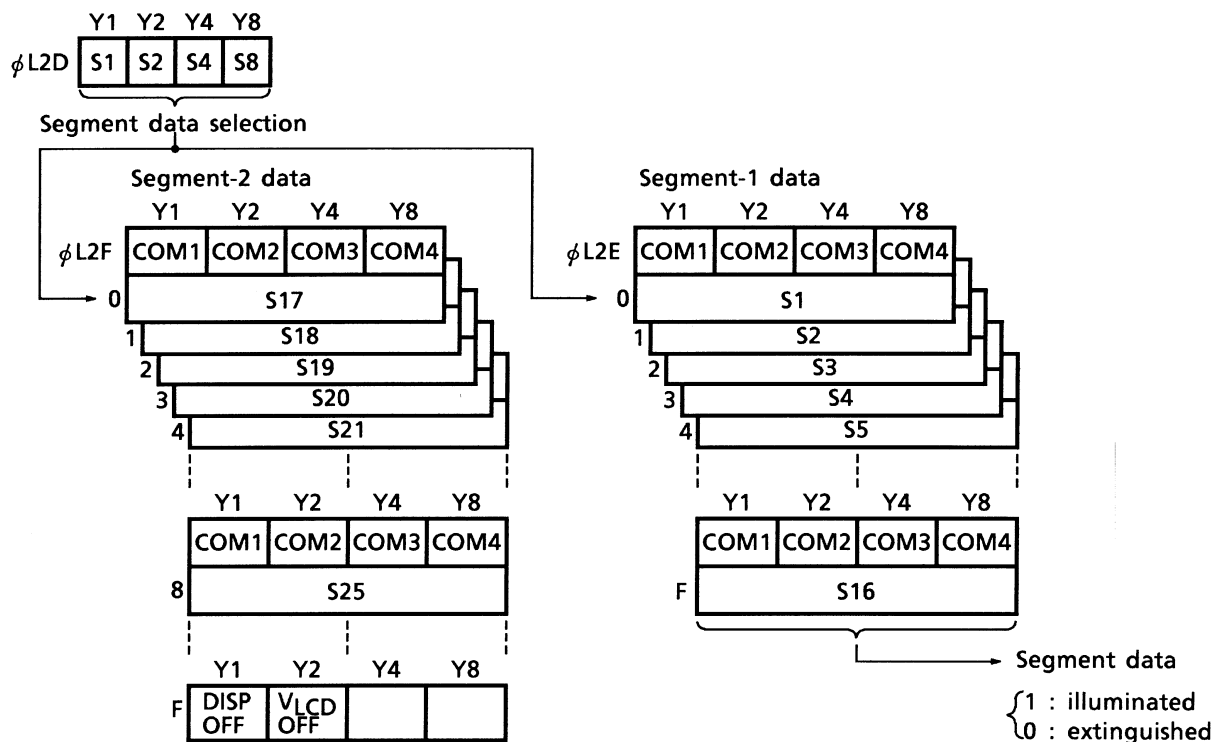 Y1 Y2 Y4 Y8
φL2D S1 S2 S4 S8
Segment data selection
Segment-2 data
Y1 Y2 Y4 Y8
φL2F COM1 COM2 COM3 COM4
0 S17
1 S18
2 S19
3 S20
4 S21
Y1 Y2 Y4 Y8
COM1 COM2 COM3 COM4
8 S25
Y1 Y2 Y4 Y8
F DISP OFF VLCD OFF
Segment-1 data
Y1 Y2 Y4 Y8
φL2E COM1 COM2 COM3 COM4
0 S1
1 S2
2 S3
3 S4
4 S5
Y1 Y2 Y4 Y8
COM1 COM2 COM3 COM4
F S16
Segment data
1 : illuminated
0 : extinguished